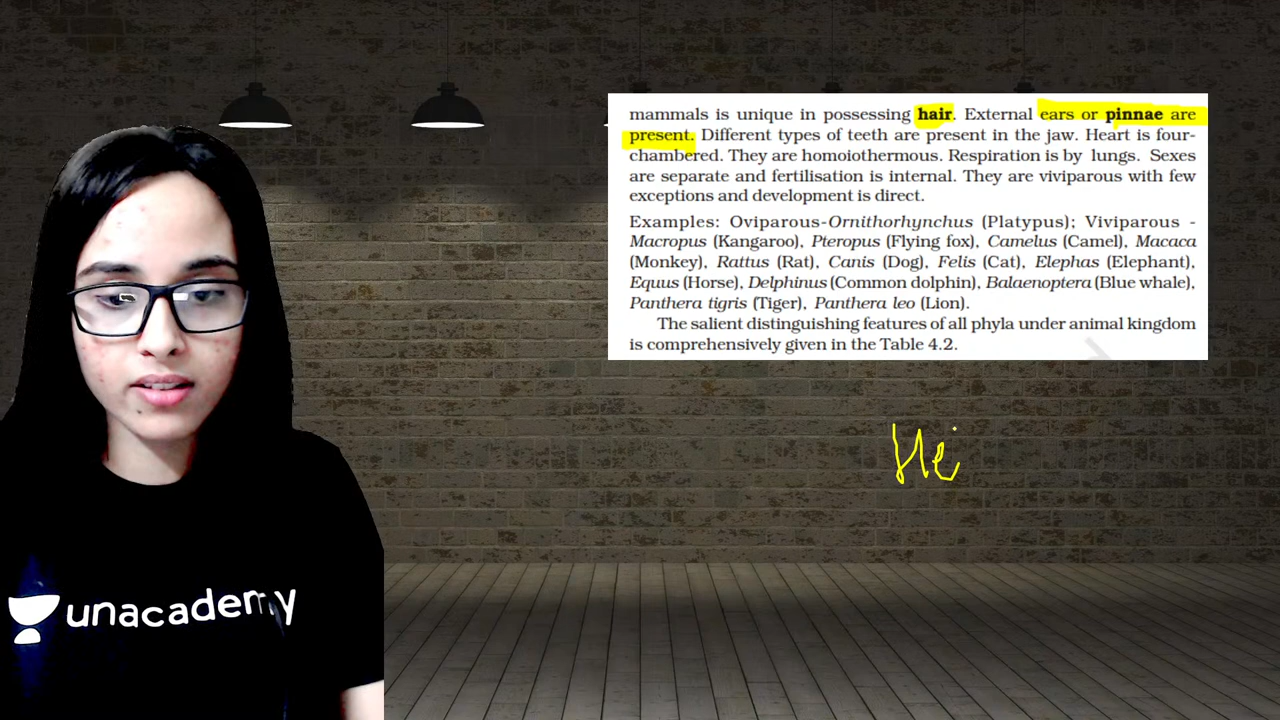 mammals is unique in possessing hair. External ears or pinnae are
present. Different types of teeth are present in the jaw. Heart is four-
chambered. They are homoiothermous. Respiration is by lungs. Sexes
are separate and fertilisation is internal. They are viviparous with few
exceptions and development is direct.
Examples: Oviparous-Ornithorhynchus (Platypus); Viviparous -
Macropus (Kangaroo), Pteropus (Flying fox), Camelus (Camel), Macaca
(Monkey), Rattus (Rat), Canis (Dog), Felis (Cat), Elephas (Elephant),
Equus (Horse), Delphinus (Common dolphin), Balaenoptera (Blue whale),
Panthera tigris (Tiger), Panthera leo (Lion).
The salient distinguishing features of all phyla under animal kingdom
is comprehensively given in the Table 4.2.
Hei
unacademy